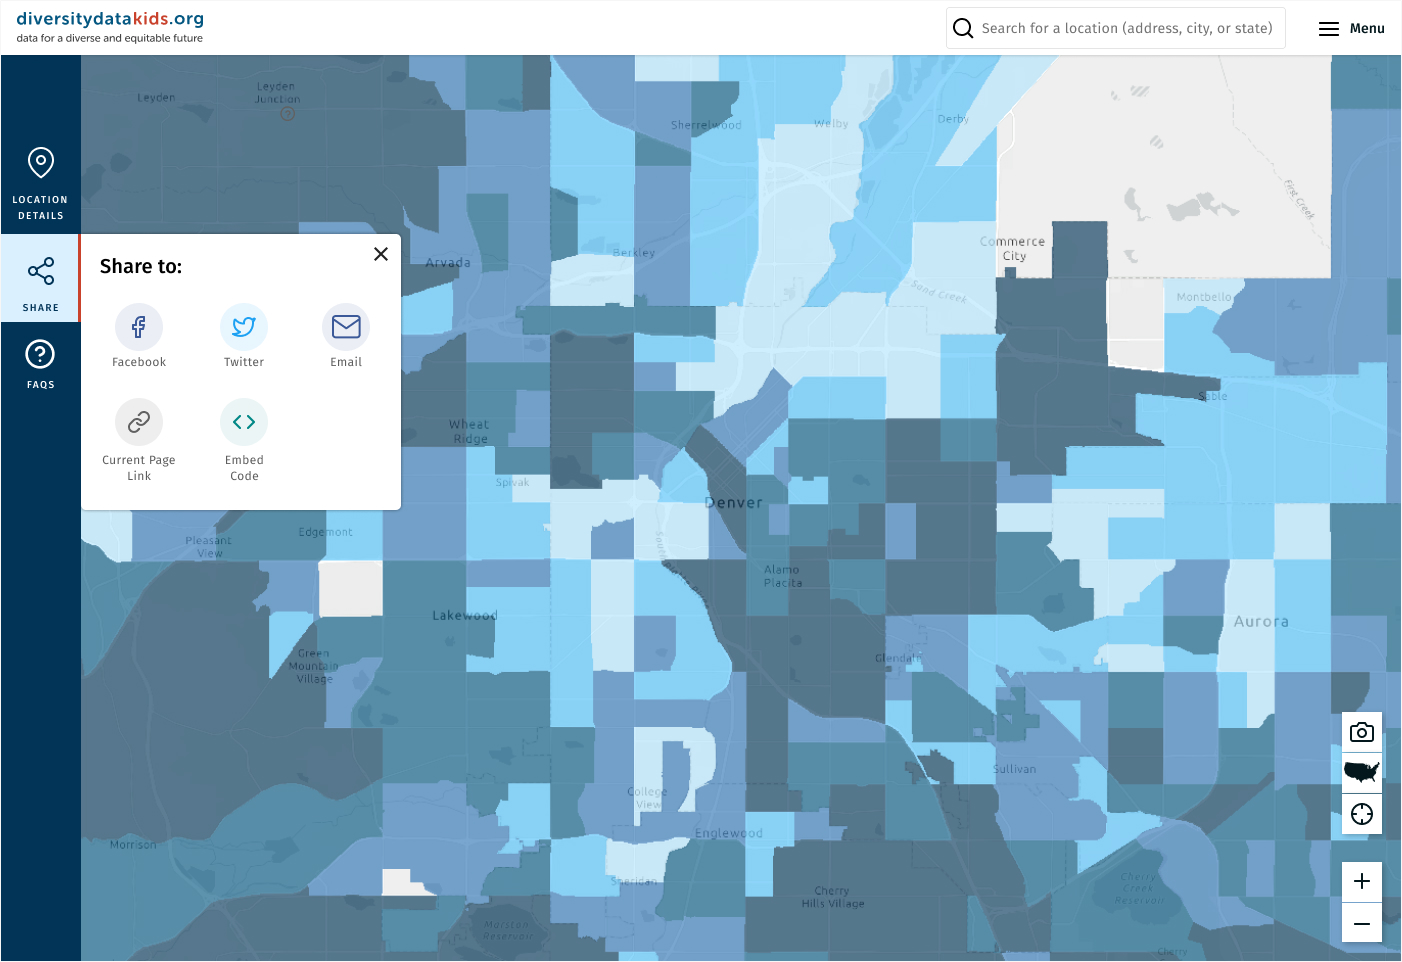 diversitydatakids.org
data for a diverse and equitable future
Search for a location (address, city, or state)
Menu
LOCATION
DETAILS
SHARE
FAQS
Share to:
Facebook
Twitter
Email
Current Page
Link
Embed
Code
Leyden
Leyden
Junction
Sherrelwood
Welby
Derby
First Creek
Arvada
Berkley
Commerce
City
Sand Creek
Montbello
Sable
Wheat
Ridge
Spivak
Denver
Pleasant
View
Edgemont
Alamo
Placita
Lakewood
Aurora
Green
Mountain
Village
Glendale
Sullivan
College
View
Englewood
Morrison
Sheridan
Cherry
Hills Village
Cherry
Creek
Reservoir
Marston
Reservoir
Cherry